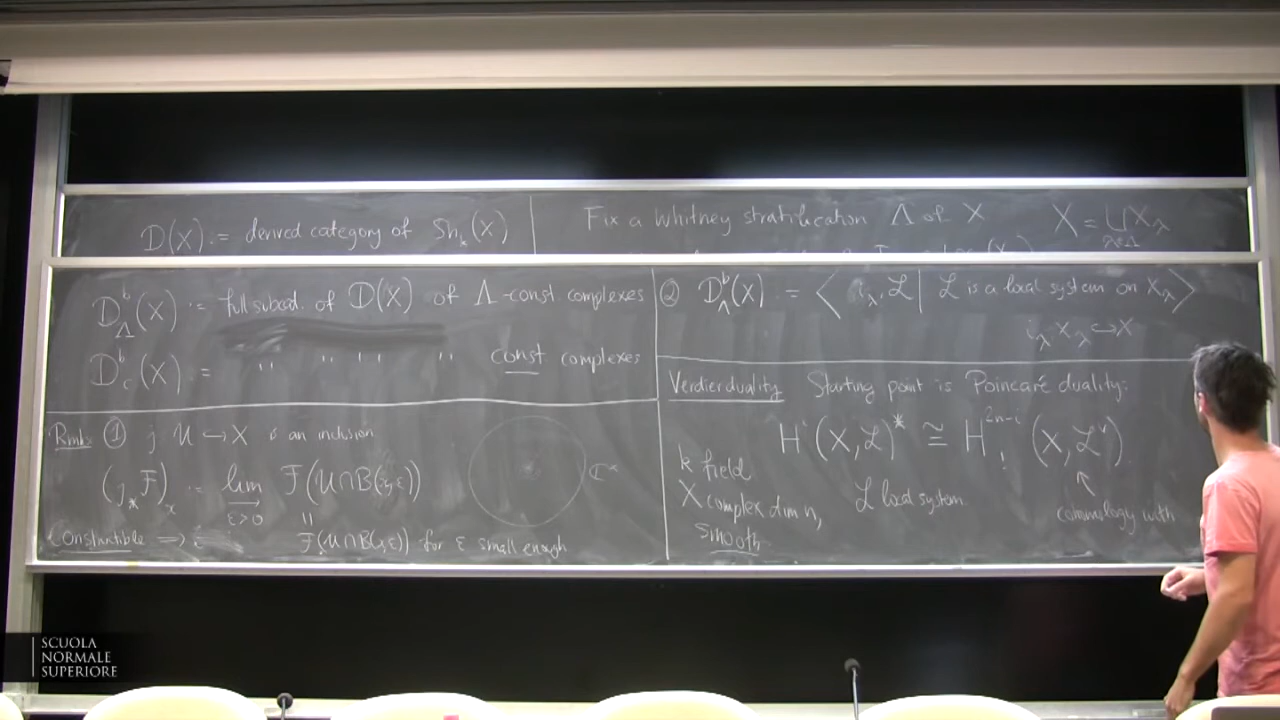 D(X) := derived category of Sh_k(X)
Fix a Whitney stratification Λ of X    X = ⊔ X_λ
λ∈Λ
D^b_Λ(X) := full subcat. of D(X) of Λ-const complexes
D^b_c(X) := " " " " const complexes
Rmk: ① j: U ↪ X is an inclusion
(j_* F)_x = lim F(U∩B(x,ε))
ε>0
Constructible ⟹ F(U∩B(x,ε)) for ε small enough
ℂ^x
② D^b_Λ(X) = ⟨ i_λ! ℒ | ℒ is a local system on X_λ ⟩
i_λ X_λ ↪ X
Verdier duality Starting point is Poincaré duality:
H^i(X, ℒ)^* ≅ H_!^{2n-i}(X, ℒ^∨)
k field
X complex dim n,
smooth
ℒ local system
cohomology with
SCUOLA
NORMALE
SUPERIORE